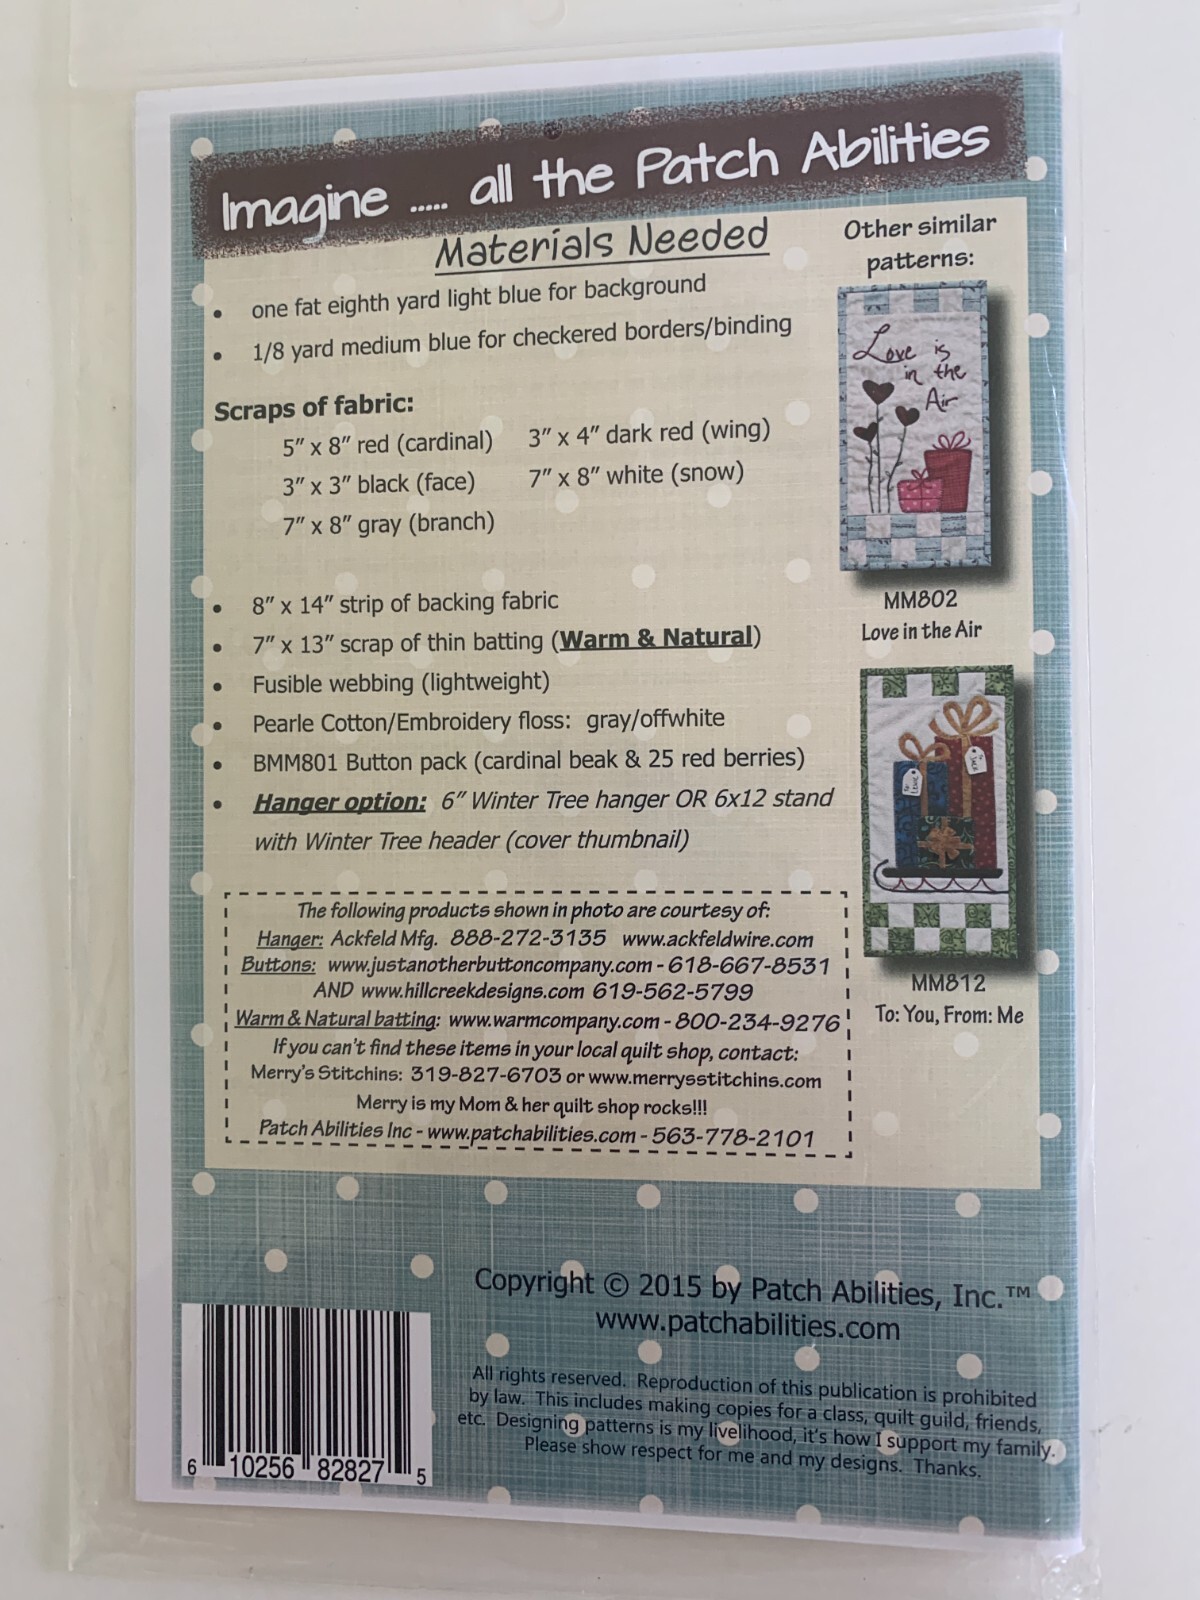 Imagine ..... all the Patch Abilities
Materials Needed
• one fat eighth yard light blue for background
• 1/8 yard medium blue for checkered borders/binding
Scraps of fabric:
5" x 8" red (cardinal) 3" x 4" dark red (wing)
3" x 3" black (face) 7" x 8" white (snow)
7" x 8" gray (branch)
• 8" x 14" strip of backing fabric
• 7" x 13" scrap of thin batting (Warm & Natural)
• Fusible webbing (lightweight)
• Pearle Cotton/Embroidery floss: gray/offwhite
• BMM801 Button pack (cardinal beak & 25 red berries)
• Hanger option: 6" Winter Tree hanger OR 6x12 stand
with Winter Tree header (cover thumbnail)
The following products shown in photo are courtesy of:
Hanger: Ackfeld Mfg. 888-272-3135 www.ackfeldwire.com
Buttons: www.justanotherbuttoncompany.com - 618-667-8531
AND www.hillcreekdesigns.com 619-562-5799
Warm & Natural batting: www.warmcompany.com - 800-234-9276
If you can't find these items in your local quilt shop, contact:
Merry's Stitchins: 319-827-6703 or www.merrysstitchins.com
Merry is my Mom & her quilt shop rocks!!!
Patch Abilities Inc - www.patchabilities.com - 563-778-2101
Other similar
patterns:
Love is
in the
Air
MM802
Love in the Air
MM812
To: You, From: Me
Copyright © 2015 by Patch Abilities, Inc.™
www.patchabilities.com
All rights reserved. Reproduction of this publication is prohibited
by law. This includes making copies for a class, quilt guild, friends,
etc. Designing patterns is my livelihood, it's how I support my family.
Please show respect for me and my designs. Thanks.
6 10256 82827 5